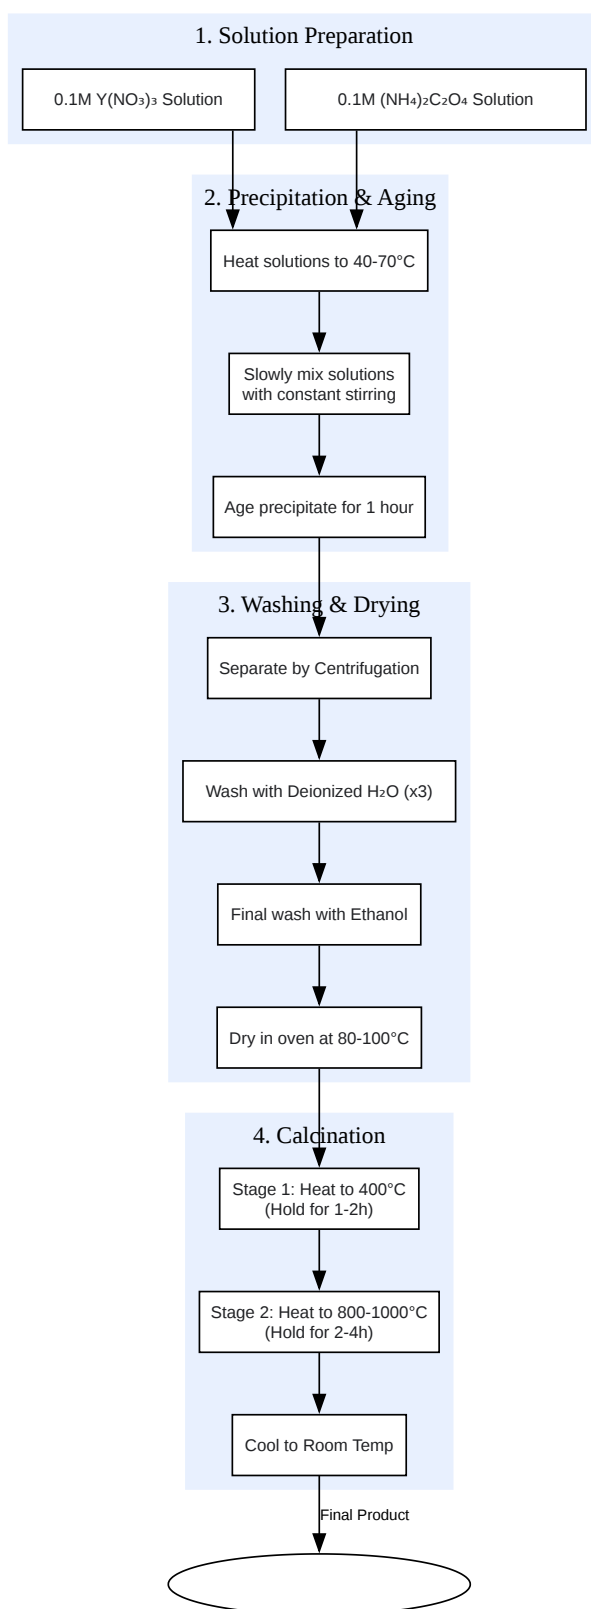 1. Solution Preparation
0.1M Y(NO₃)₃ Solution
0.1M (NH₄)₂C₂O₄ Solution
2. Precipitation & Aging
Heat solutions to 40-70°C
Slowly mix solutions
with constant stirring
Age precipitate for 1 hour
3. Washing & Drying
Separate by Centrifugation
Wash with Deionized H₂O (x3)
Final wash with Ethanol
Dry in oven at 80-100°C
4. Calcination
Stage 1: Heat to 400°C
(Hold for 1-2h)
Stage 2: Heat to 800-1000°C
(Hold for 2-4h)
Cool to Room Temp
Final Product